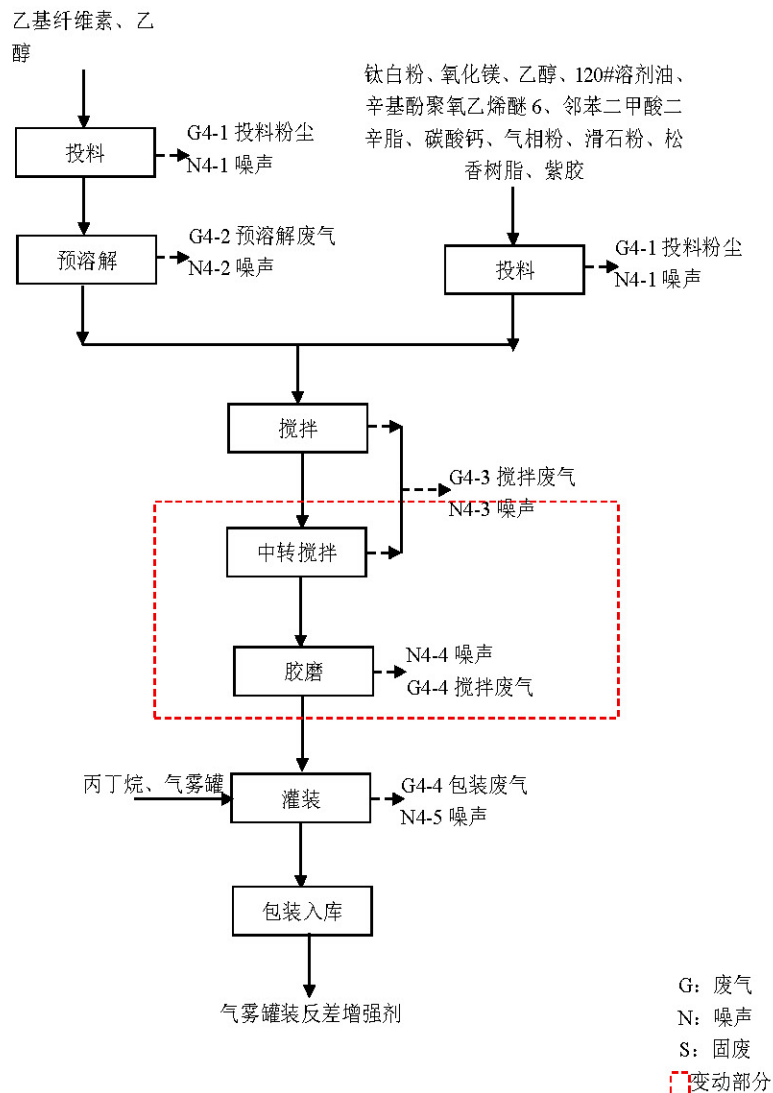 乙基纤维素、乙
醇
钛白粉、氧化镁、乙醇、120#溶剂油、
辛基酚聚氧乙烯醚 6、邻苯二甲酸二
辛脂、碳酸钙、气相粉、滑石粉、松
香树脂、紫胶
投料
G4-1 投料粉尘
N4-1 噪声
预溶解
G4-2 预溶解废气
N4-2 噪声
投料
G4-1 投料粉尘
N4-1 噪声
搅拌
G4-3 搅拌废气
N4-3 噪声
中转搅拌
胶磨
N4-4 噪声
G4-4 搅拌废气
丙丁烷、气雾罐
灌装
G4-4 包装废气
N4-5 噪声
包装入库
气雾罐装反差增强剂
G：废气
N：噪声
S：固废
变动部分